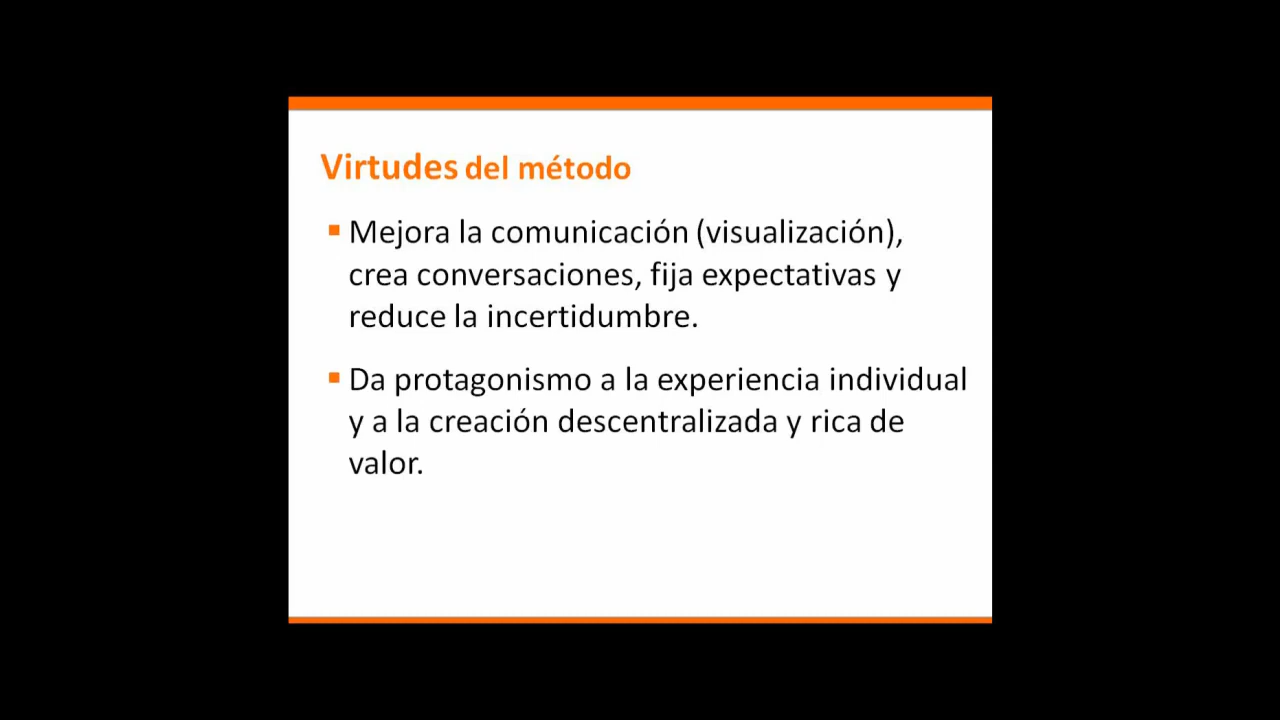 Virtudes del método
▪ Mejora la comunicación (visualización),
crea conversaciones, fija expectativas y
reduce la incertidumbre.
▪ Da protagonismo a la experiencia individual
y a la creación descentralizada y rica de
valor.